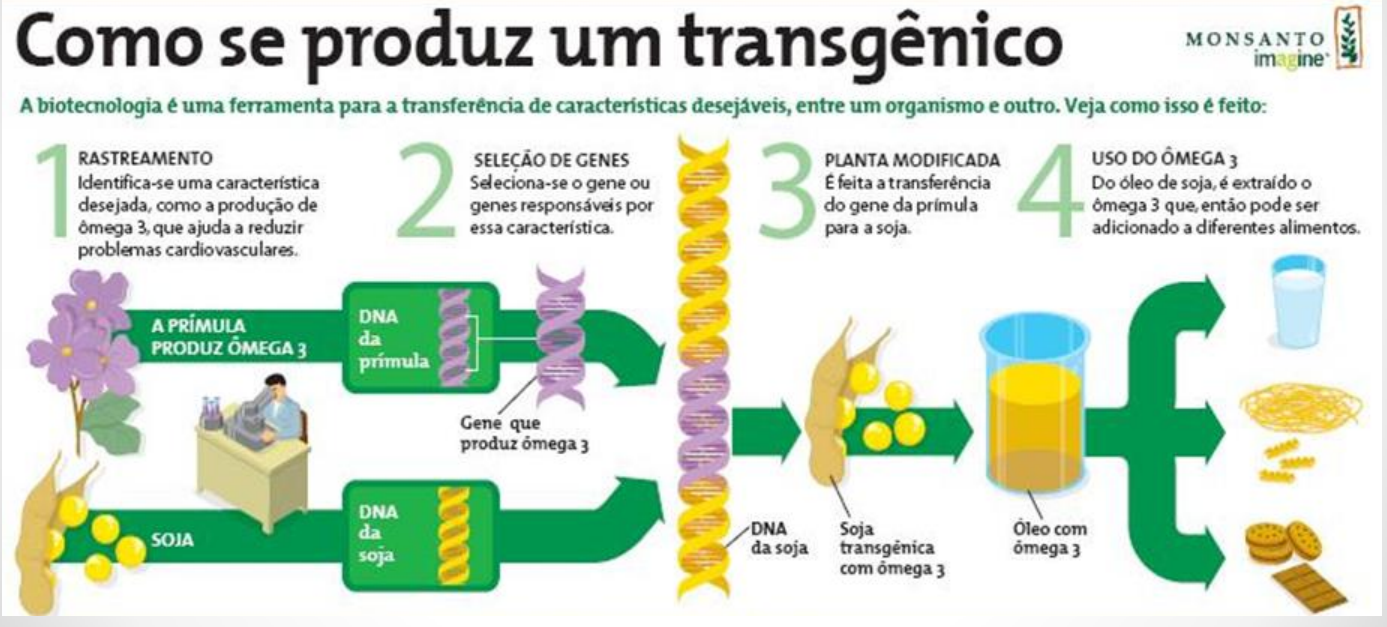 Como se produz um transgênico
MONSANTO
imagine
A biotecnologia é uma ferramenta para a transferência de características desejáveis, entre um organismo e outro. Veja como isso é feito:
1
RASTREAMENTO
Identifica-se uma característica
desejada, como a produção de
ômega 3, que ajuda a reduzir
problemas cardiovasculares.
2
SELEÇÃO DE GENES
Seleciona-se o gene ou
genes responsáveis por
essa característica.
3
PLANTA MODIFICADA
É feita a transferência
do gene da prímula
para a soja.
4
USO DO ÔMEGA 3
Do óleo de soja, é extraído o
ômega 3 que, então pode ser
adicionado a diferentes alimentos.
A PRÍMULA
PRODUZ ÔMEGA 3
DNA
da
prímula
Gene que
produz ômega 3
SOJA
DNA
da
soja
DNA
da soja
Soja
transgênica
com ômega 3
Óleo com
ômega 3